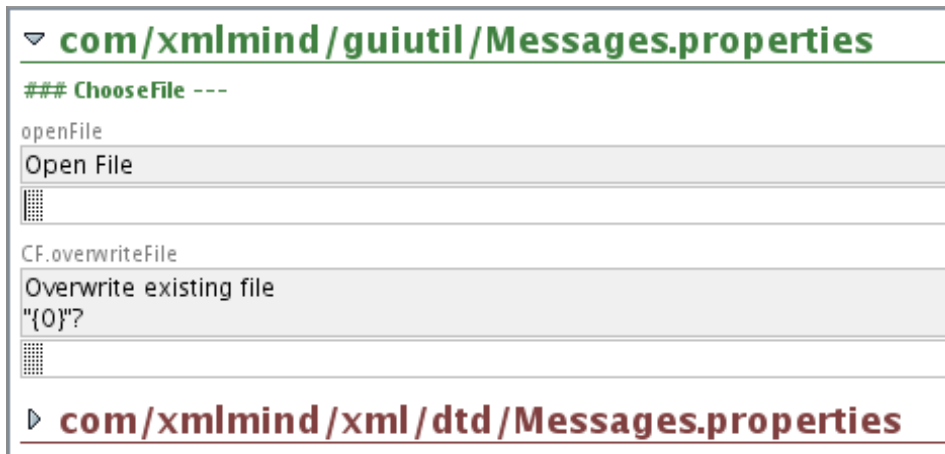 com/xmlmind/guiutil/Messages.properties
### ChooseFile ---
openFile
Open File
CF.overwriteFile
Overwrite existing file
"{0}"?
com/xmlmind/xml/dtd/Messages.properties